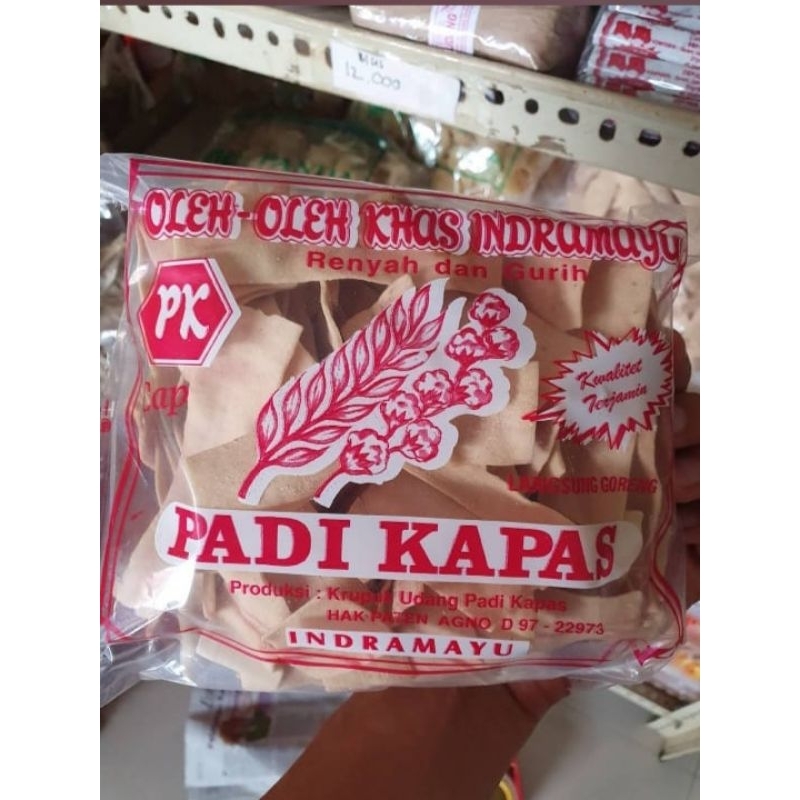 12.000
OLEH-OLEH KHAS INDRAMAYU
Renyah dan Gurih
PK
Cap
Kwalitet
Terjamin
LANGSUNG GORENG
PADI KAPAS
Produksi : Krupuk Udang Padi Kapas
HAK PATEN AGNO D 97 - 22973
INDRAMAYU